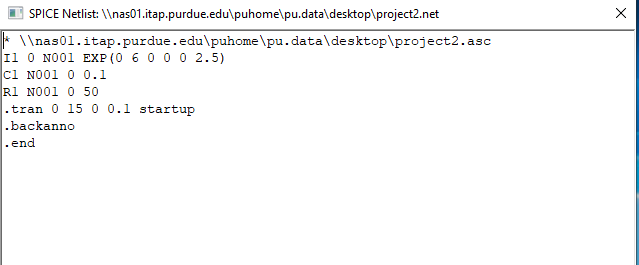 SPICE Netlist: \\nas01.itap.purdue.edu\puhome\pu.data\desktop\project2.net
* \\nas01.itap.purdue.edu\puhome\pu.data\desktop\project2.asc
I1 0 N001 EXP(0 6 0 0 0 2.5)
C1 N001 0 0.1
R1 N001 0 50
.tran 0 15 0 0.1 startup
.backanno
.end